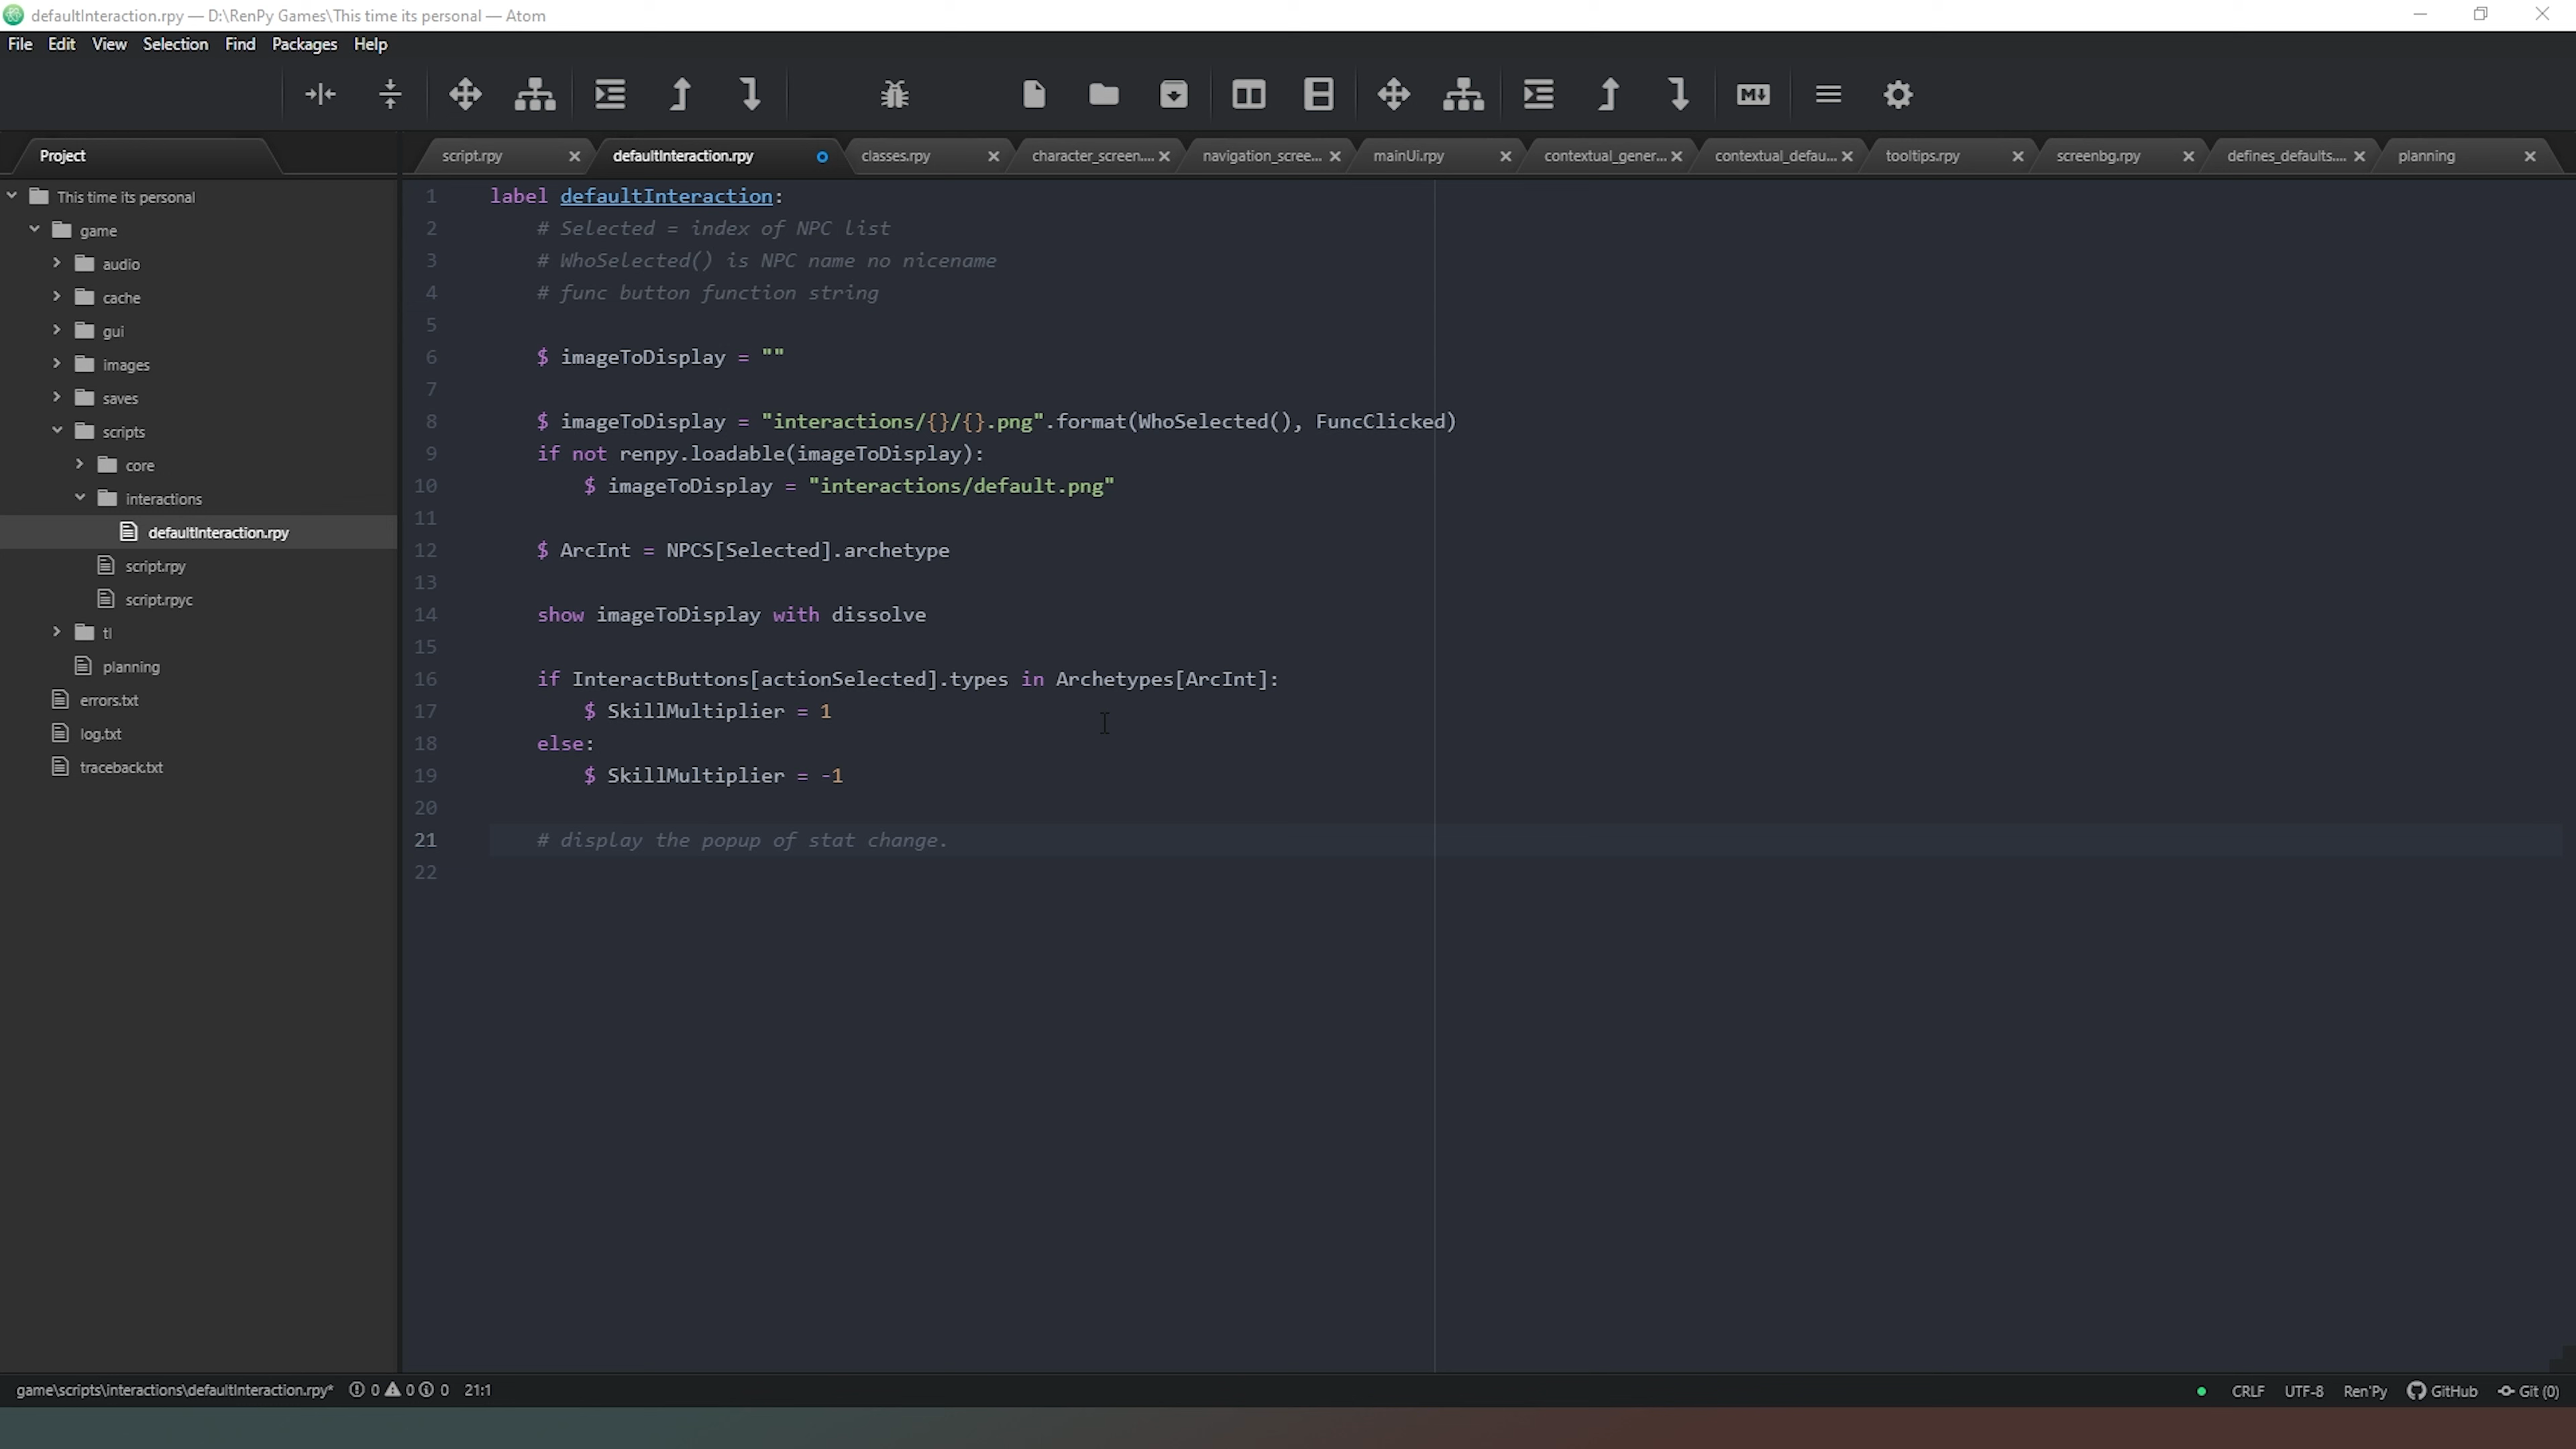 defaultInteraction.rpy — D:\RenPy Games\This time its personal — Atom
File Edit View Selection Find Packages Help
M↓
Project
script.rpy defaultInteraction.rpy classes.rpy character_screen.... navigation_scree... mainUi.rpy contextual_gener... contextual_defau... tooltips.rpy screenbg.rpy defines_defaults.... planning
This time its personal
game
audio
cache
gui
images
saves
scripts
core
interactions
defaultInteraction.rpy
script.rpy
script.rpyc
tl
planning
errors.txt
log.txt
traceback.txt
1 label defaultInteraction:
2 # Selected = index of NPC list
3 # WhoSelected() is NPC name no nicename
4 # func button function string
5
6 $ imageToDisplay = ""
7
8 $ imageToDisplay = "interactions/{}/{}.png".format(WhoSelected(), FuncClicked)
9 if not renpy.loadable(imageToDisplay):
10 $ imageToDisplay = "interactions/default.png"
11
12 $ ArcInt = NPCS[Selected].archetype
13
14 show imageToDisplay with dissolve
15
16 if InteractButtons[actionSelected].types in Archetypes[ArcInt]:
17 $ SkillMultiplier = 1
18 else:
19 $ SkillMultiplier = -1
20
21 # display the popup of stat change.
22
game\scripts\interactions\defaultInteraction.rpy* 0 0 0 21:1 CRLF UTF-8 Ren'Py GitHub Git (0)